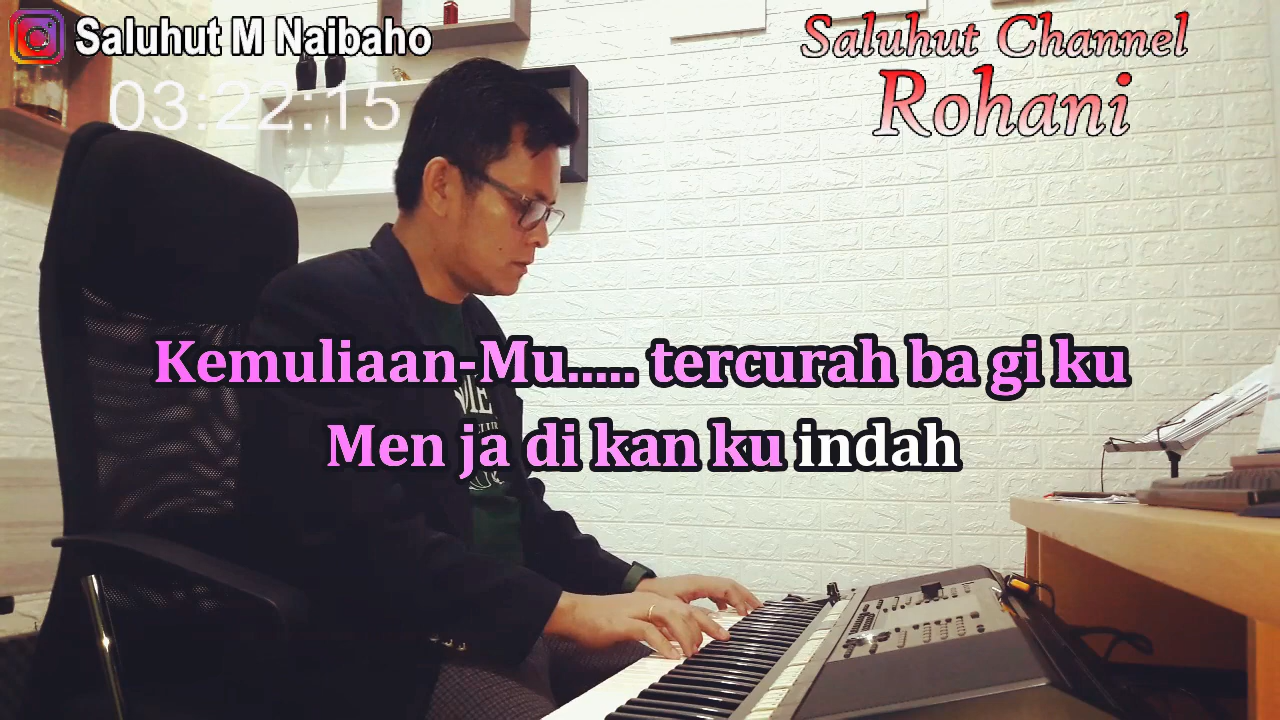 Saluhut M Naibaho
Saluhut Channel
Rohani
03:22:15
Kemuliaan-Mu..... tercurah ba gi ku
Men ja di kan ku indah